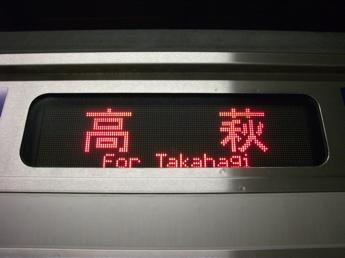 高萩
For Takahagi